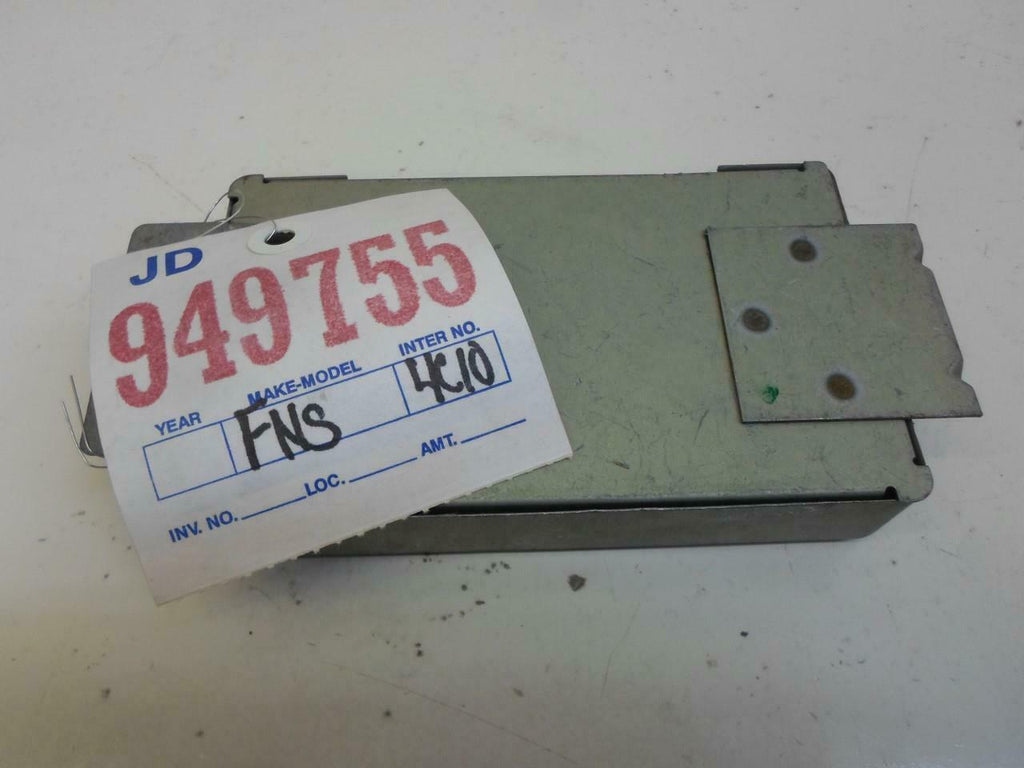 JD
949755
YEAR MAKE-MODEL INTER NO.
FNS 4C10
INV. NO. LOC. AMT.